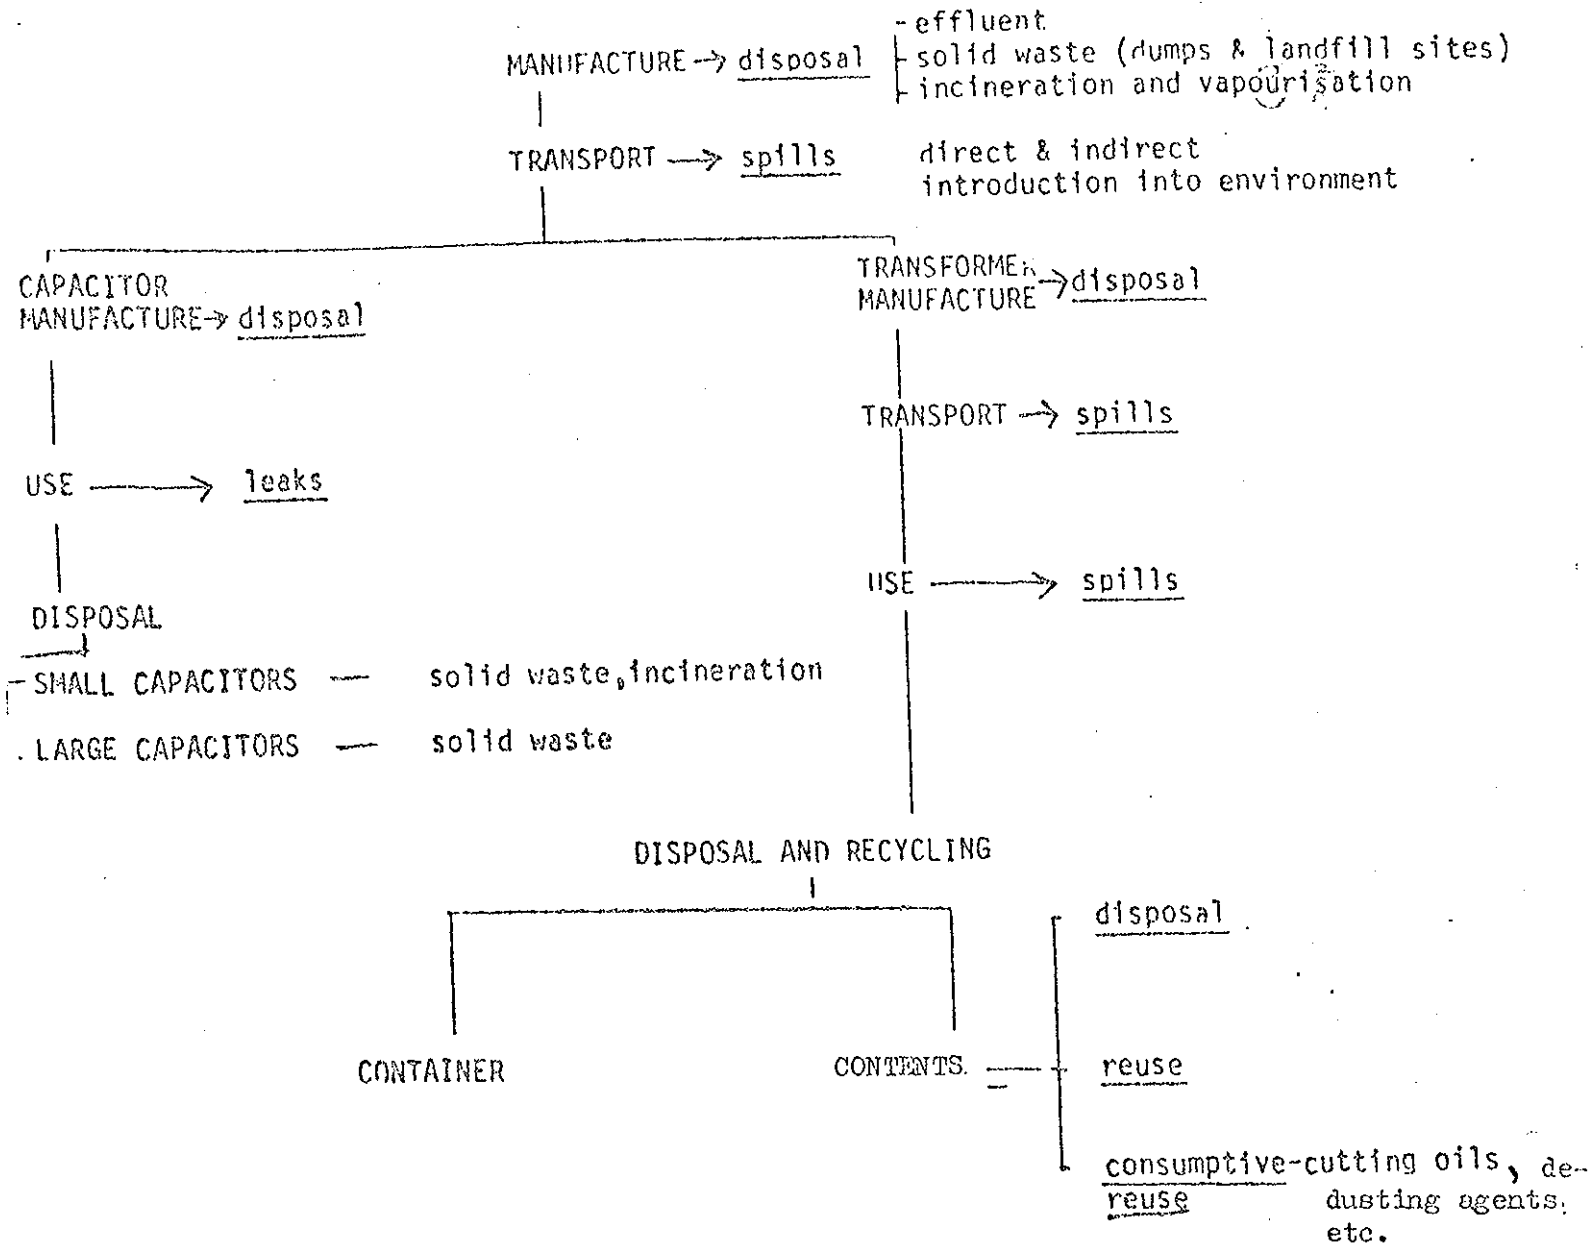 - effluent
MANUFACTURE → disposal
- solid waste (dumps & landfill sites)
- incineration and vapourisation
TRANSPORT → spills
direct & indirect
introduction into environment
CAPACITOR
MANUFACTURE → disposal
TRANSFORMER
MANUFACTURE → disposal
TRANSPORT → spills
USE → leaks
USE → spills
DISPOSAL
- SMALL CAPACITORS — solid waste, incineration
. LARGE CAPACITORS — solid waste
DISPOSAL AND RECYCLING
disposal
CONTAINER
CONTENTS. —
reuse
consumptive-cutting oils, de-
reuse dusting agents,
etc.